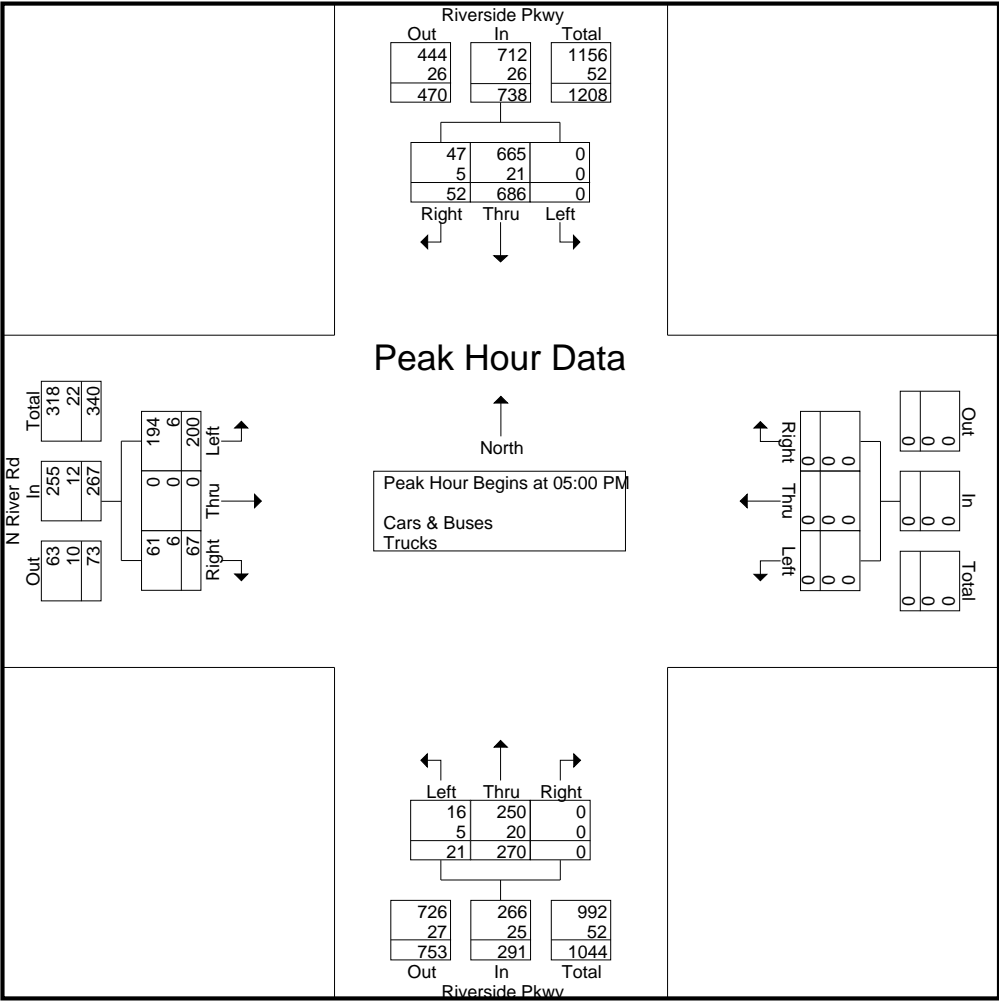 Riverside Pkwy
Out In Total
444 712 1156
26 26 52
470 738 1208
47 665 0
5 21 0
52 686 0
Right Thru Left
Peak Hour Data
North
Peak Hour Begins at 05:00 PM
Cars & Buses
Trucks
N River Rd
Total In Out
318 255 63
22 12 10
340 267 73
194 0 61
6 0 6
200 0 67
Left Thru Right
Right Thru Left
0 0 0
0 0 0
0 0 0
Out In Total
0 0 0
0 0 0
0 0 0
Left Thru Right
16 250 0
5 20 0
21 270 0
726 266 992
27 25 52
753 291 1044
Out In Total
Riverside Pkwy